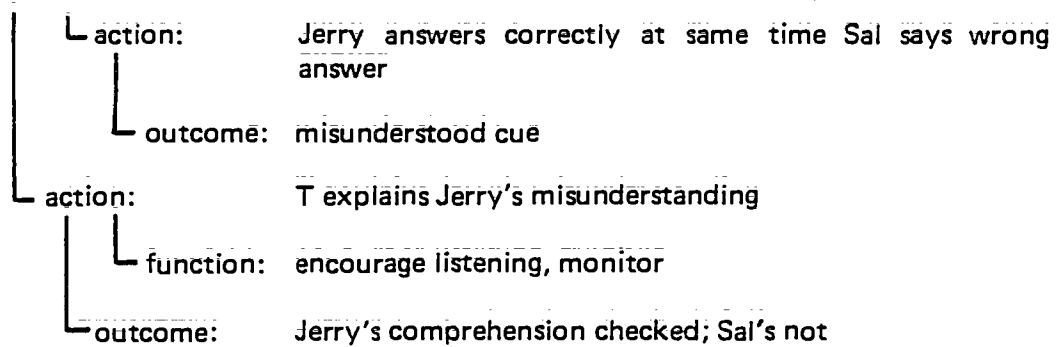 action: Jerry answers correctly at same time Sal says wrong
answer
outcome: misunderstood cue
action: T explains Jerry's misunderstanding
function: encourage listening, monitor
outcome: Jerry's comprehension checked; Sal's not